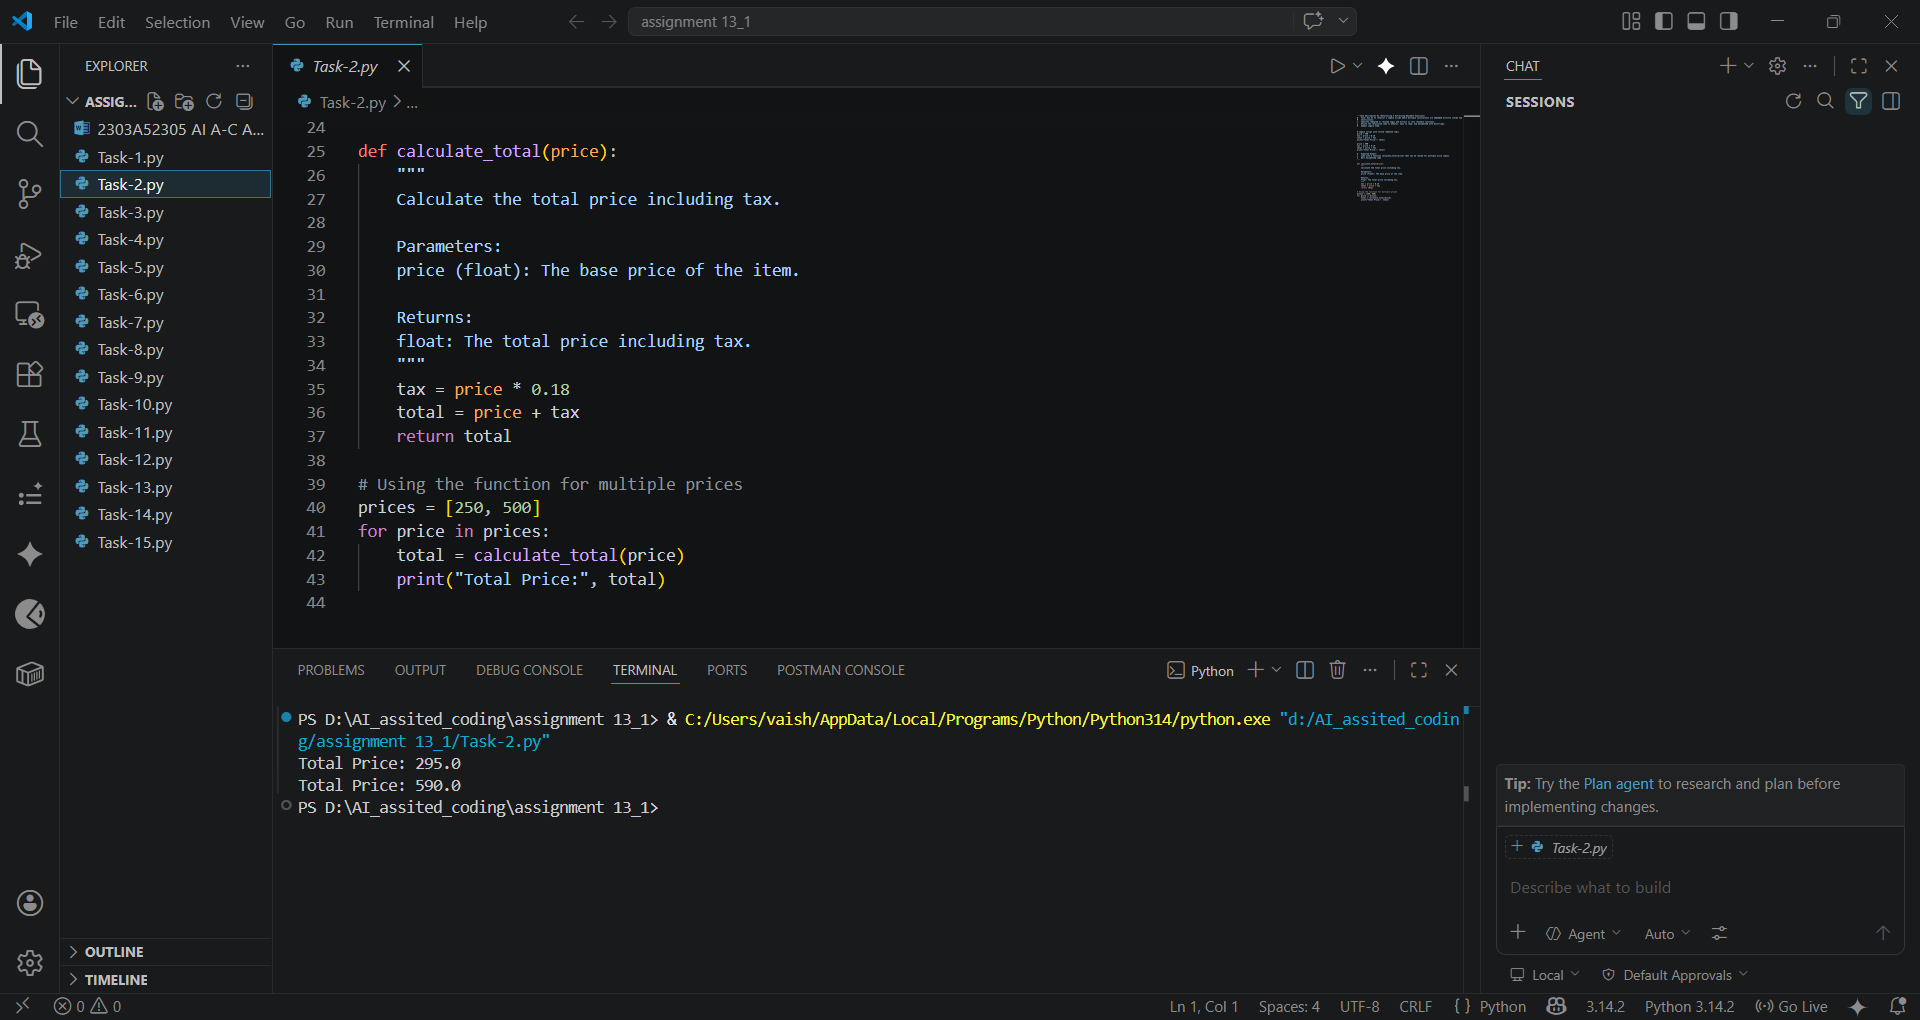 File Edit Selection View Go Run Terminal Help
assignment 13_1
EXPLORER
ASSIG...
2303A52305 AI A-C A...
Task-1.py
Task-2.py
Task-3.py
Task-4.py
Task-5.py
Task-6.py
Task-7.py
Task-8.py
Task-9.py
Task-10.py
Task-11.py
Task-12.py
Task-13.py
Task-14.py
Task-15.py
OUTLINE
TIMELINE
Task-2.py
Task-2.py > ...
24
25 def calculate_total(price):
26 """
27 Calculate the total price including tax.
28
29 Parameters:
30 price (float): The base price of the item.
31
32 Returns:
33 float: The total price including tax.
34 """
35 tax = price * 0.18
36 total = price + tax
37 return total
38
39 # Using the function for multiple prices
40 prices = [250, 500]
41 for price in prices:
42 total = calculate_total(price)
43 print("Total Price:", total)
44
PROBLEMS OUTPUT DEBUG CONSOLE TERMINAL PORTS POSTMAN CONSOLE
Python
PS D:\AI_assited_coding\assignment 13_1> & C:/Users/vaish/AppData/Local/Programs/Python/Python314/python.exe "d:/AI_assited_codin
g/assignment 13_1/Task-2.py"
Total Price: 295.0
Total Price: 590.0
PS D:\AI_assited_coding\assignment 13_1>
CHAT
SESSIONS
Tip: Try the Plan agent to research and plan before
implementing changes.
Task-2.py
Describe what to build
Agent Auto
Local Default Approvals
0 0
Ln 1, Col 1 Spaces: 4 UTF-8 CRLF { } Python 3.14.2 Python 3.14.2 Go Live